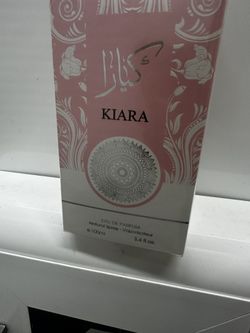 كيارا
KIARA
EAU DE PARFUM
Natural Spray - Vaporisateur
e 100ml 3.4 fl.oz.